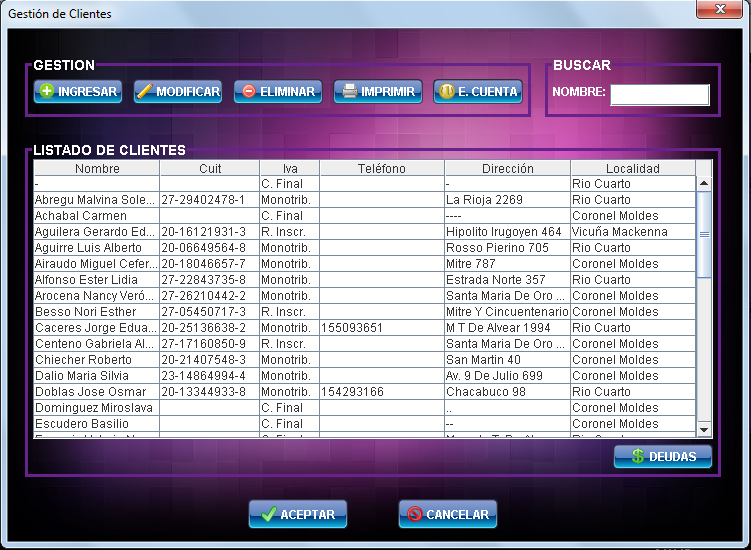 Gestión de Clientes
GESTION
INGRESAR MODIFICAR ELIMINAR IMPRIMIR E. CUENTA
BUSCAR
NOMBRE:
LISTADO DE CLIENTES
Nombre Cuit Iva Teléfono Dirección Localidad
- C. Final - Rio Cuarto
Abregu Malvina Sole... 27-29402478-1 Monotrib. La Rioja 2269 Rio Cuarto
Achabal Carmen C. Final ---- Coronel Moldes
Aguilera Gerardo Ed... 20-16121931-3 R. Inscr. Hipolito Irugoyen 464 Vicuña Mackenna
Aguirre Luis Alberto 20-06649564-8 Monotrib. Rosso Pierino 705 Rio Cuarto
Airaudo Miguel Cefer... 20-18046657-7 Monotrib. Mitre 787 Coronel Moldes
Alfonso Ester Lidia 27-22843735-8 Monotrib. Estrada Norte 357 Rio Cuarto
Arocena Nancy Veró... 27-26210442-2 Monotrib. Santa Maria De Oro ... Coronel Moldes
Besso Nori Esther 27-05450717-3 R. Inscr. Mitre Y Cincuentenario Coronel Moldes
Caceres Jorge Edua... 20-25136638-2 Monotrib. 155093651 M T De Alvear 1994 Rio Cuarto
Centeno Gabriela Al... 27-17160850-9 R. Inscr. Santa Maria De Oro ... Coronel Moldes
Chiecher Roberto 20-21407548-3 Monotrib. San Martin 40 Coronel Moldes
Dalio Maria Silvia 23-14864994-4 Monotrib. Av. 9 De Julio 699 Coronel Moldes
Doblas Jose Osmar 20-13344933-8 Monotrib. 154293166 Chacabuco 98 Rio Cuarto
Dominguez Miroslava C. Final .. Coronel Moldes
Escudero Basilio C. Final -- Coronel Moldes
DEUDAS
ACEPTAR CANCELAR